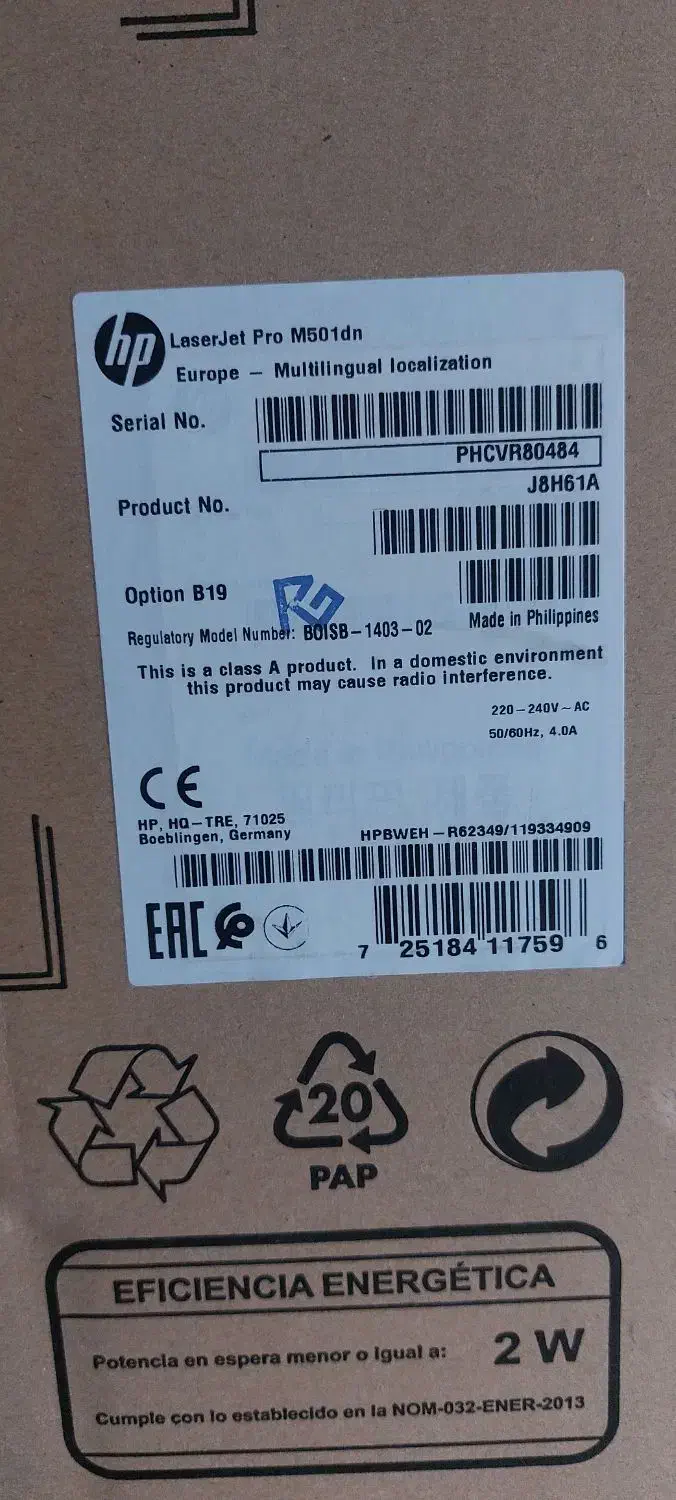 hp
LaserJet Pro M501dn
Europe – Multilingual localization
Serial No.
PHCVR80484
J8H61A
Product No.
Option B19
Made in Philippines
Regulatory Model Number: BOISB-1403-02
This is a class A product. In a domestic environment
this product may cause radio interference.
220-240V~AC
50/60Hz, 4.0A
CE
HP, HQ-TRE, 71025
Boeblingen, Germany
HPBWEH-R62349/119334909
EAC
7 25184 11759 6
20
PAP
EFICIENCIA ENERGÉTICA
Potencia en espera menor o igual a: 2 W
Cumple con lo establecido en la NOM-032-ENER-2013